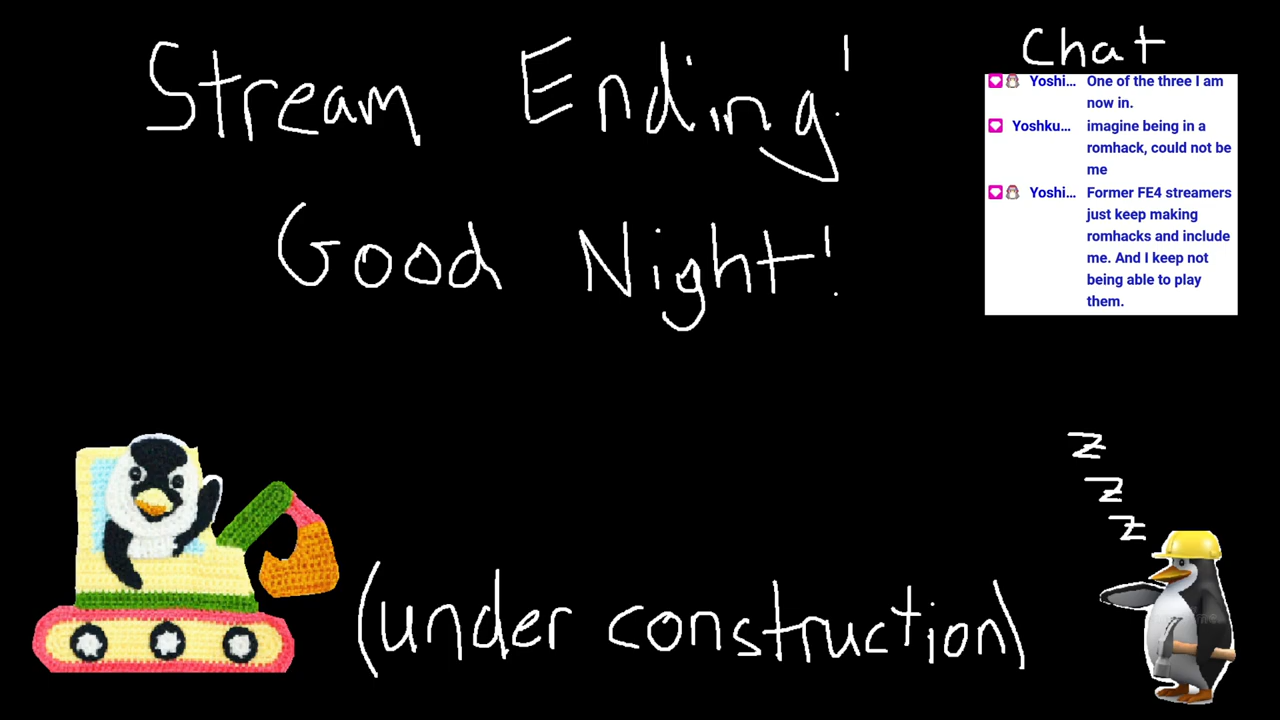 Stream Ending!
Good Night!
Chat
Yoshi... One of the three I am
now in.
Yoshku... imagine being in a
romhack, could not be
me
Yoshi... Former FE4 streamers
just keep making
romhacks and include
me. And I keep not
being able to play
them.
z
z
z
(under construction)